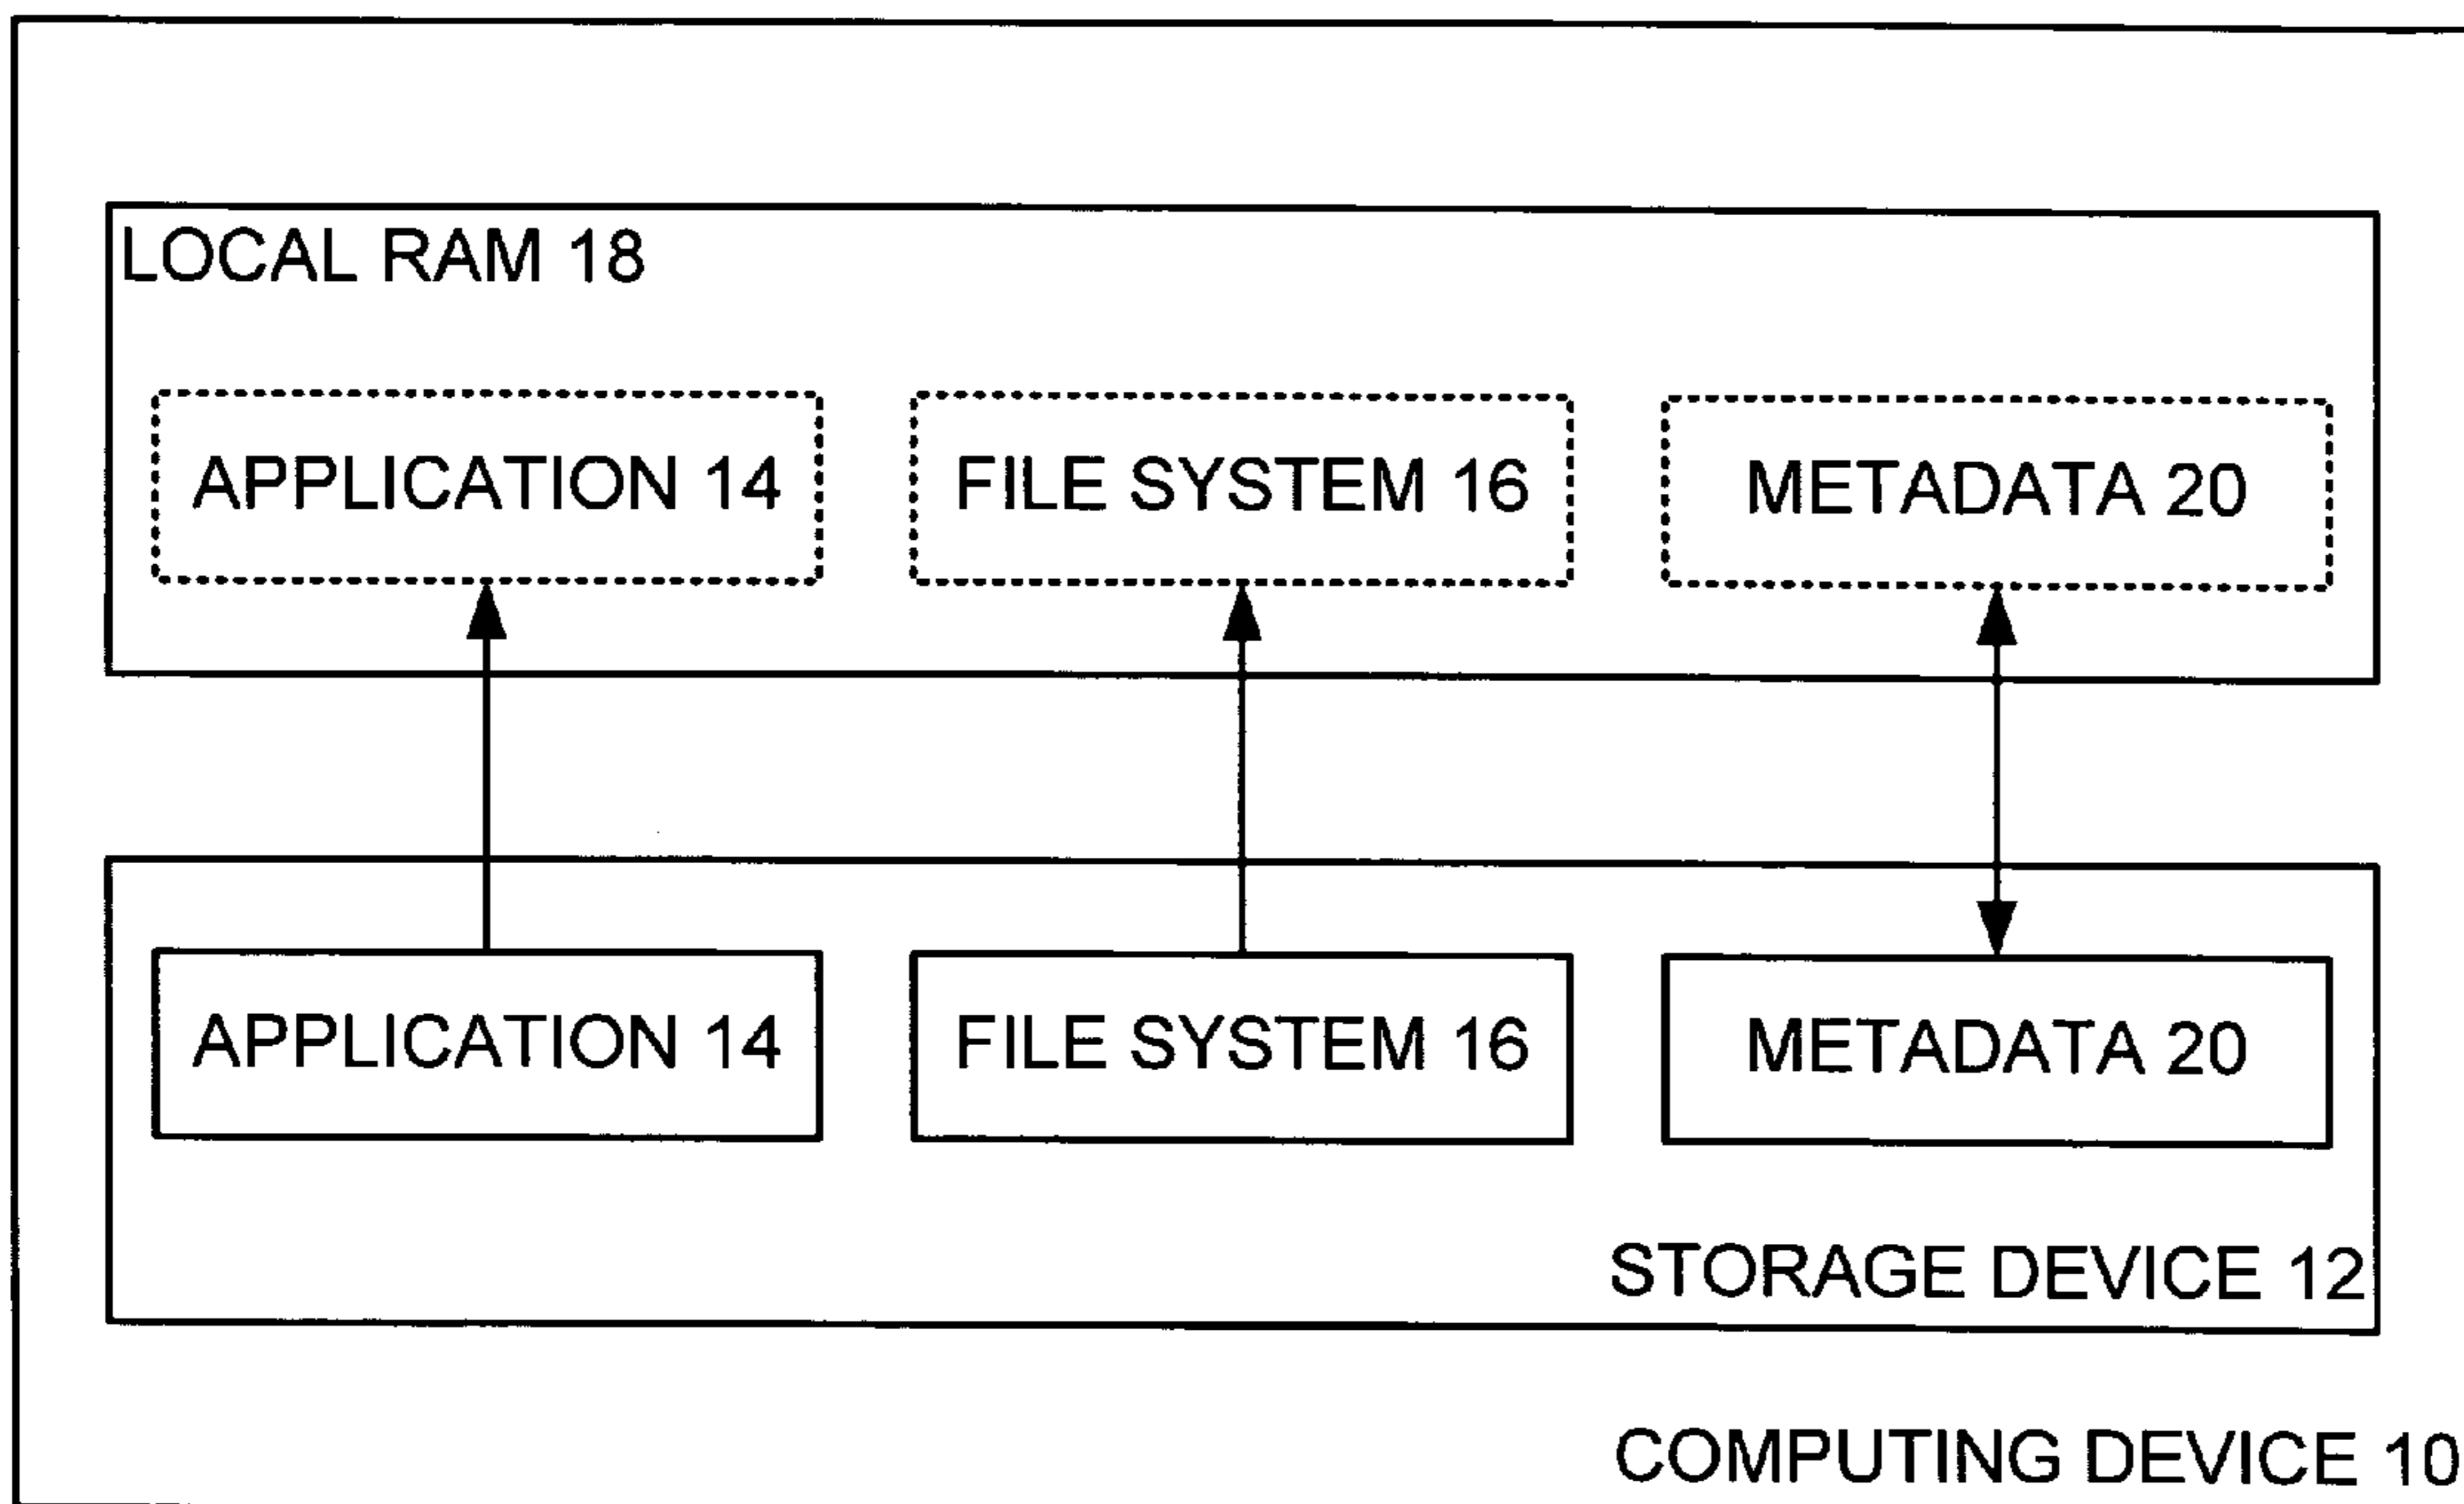 LOCAL RAM 18
APPLICATION 14
FILE SYSTEM 16
METADATA 20
APPLICATION 14
FILE SYSTEM 16
METADATA 20
STORAGE DEVICE 12
COMPUTING DEVICE 10